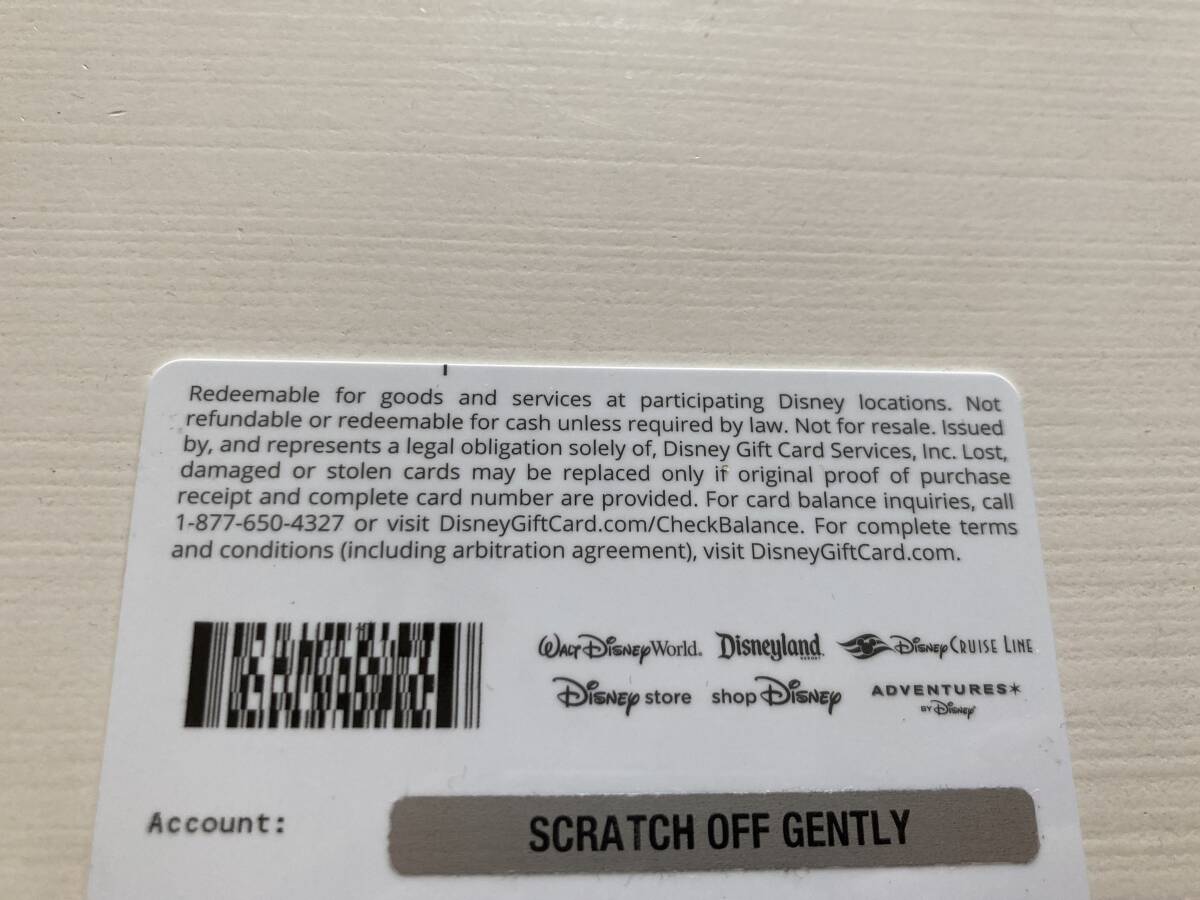 Redeemable for goods and services at participating Disney locations. Not
refundable or redeemable for cash unless required by law. Not for resale. Issued
by, and represents a legal obligation solely of, Disney Gift Card Services, Inc. Lost,
damaged or stolen cards may be replaced only if original proof of purchase
receipt and complete card number are provided. For card balance inquiries, call
1-877-650-4327 or visit DisneyGiftCard.com/CheckBalance. For complete terms
and conditions (including arbitration agreement), visit DisneyGiftCard.com.
WALT DISNEY World. Disneyland RESORT DISNEY CRUISE LINE
DISNEY store shop DISNEY ADVENTURES BY DISNEY
Account: SCRATCH OFF GENTLY